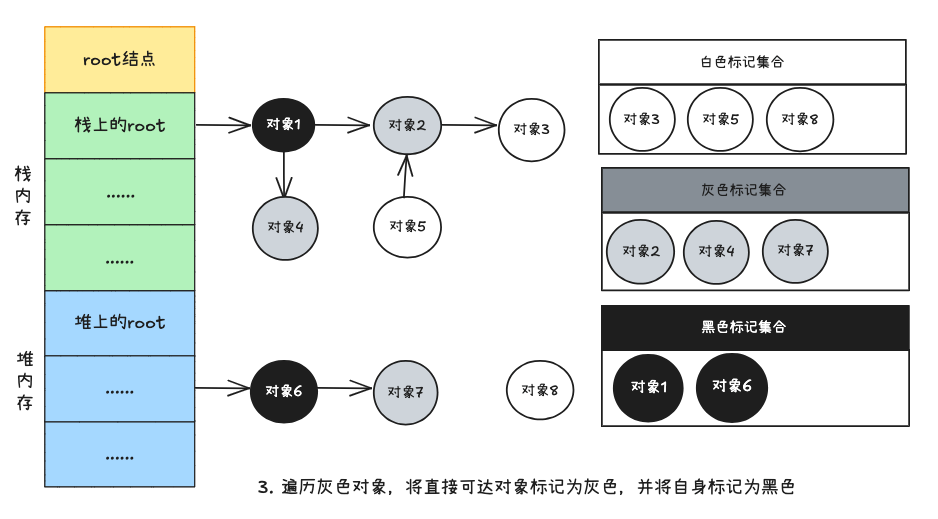 root结点
栈上的root
......
......
堆上的root
......
......
栈
内
存
堆
内
存
对象1
对象2
对象3
对象4
对象5
对象6
对象7
对象8
白色标记集合
对象3
对象5
对象8
灰色标记集合
对象2
对象4
对象7
黑色标记集合
对象1
对象6
3. 遍历灰色对象，将直接可达对象标记为灰色，并将自身标记为黑色